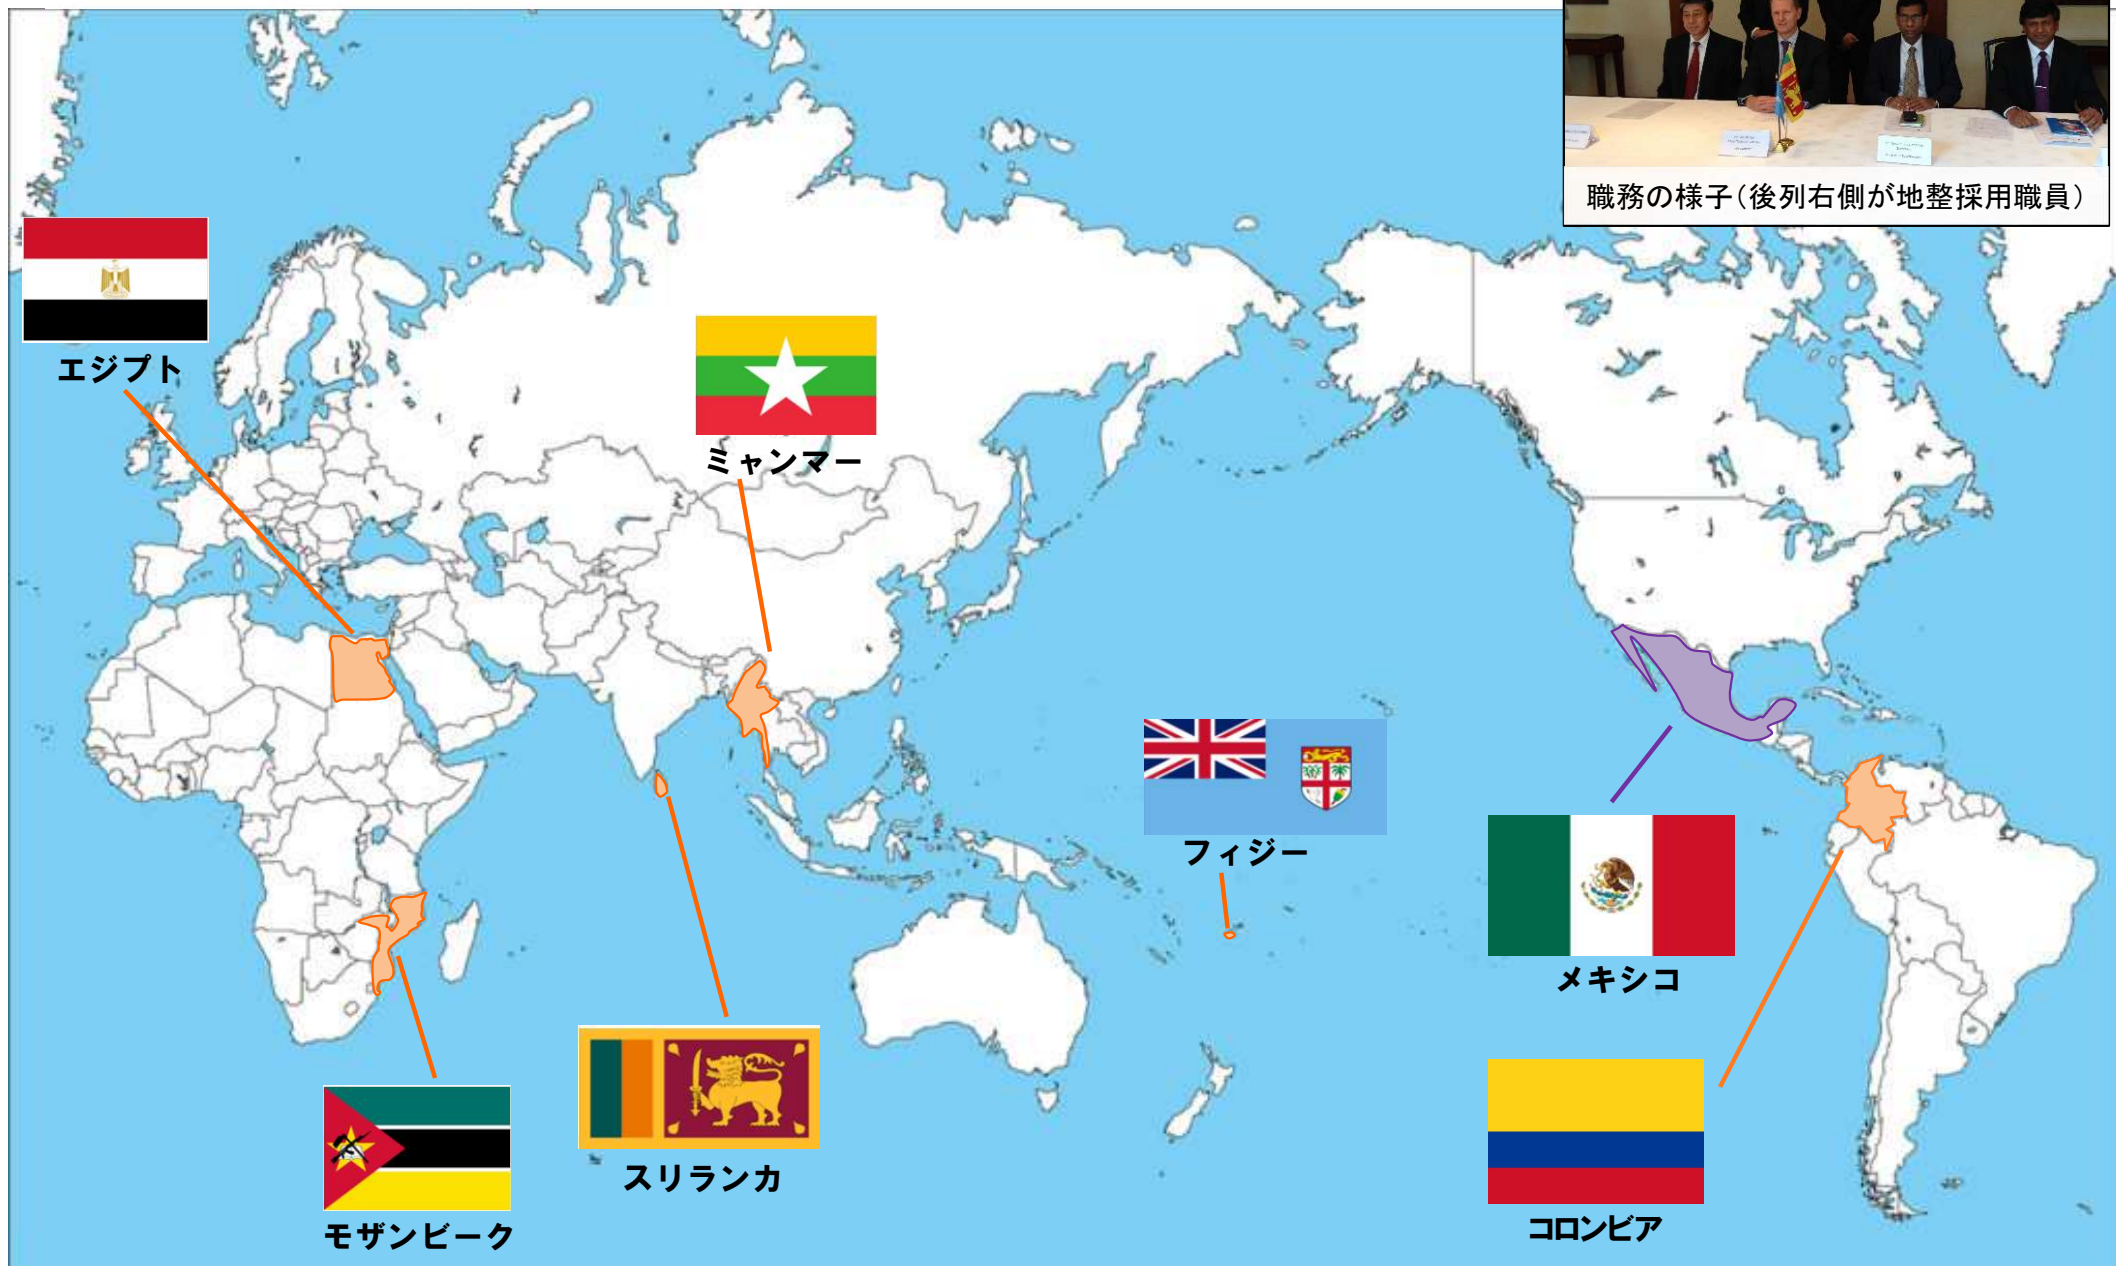 職務の様子(後列右側が地整採用職員)
エジプト
ミャンマー
フィジー
メキシコ
スリランカ
モザンビーク
コロンビア